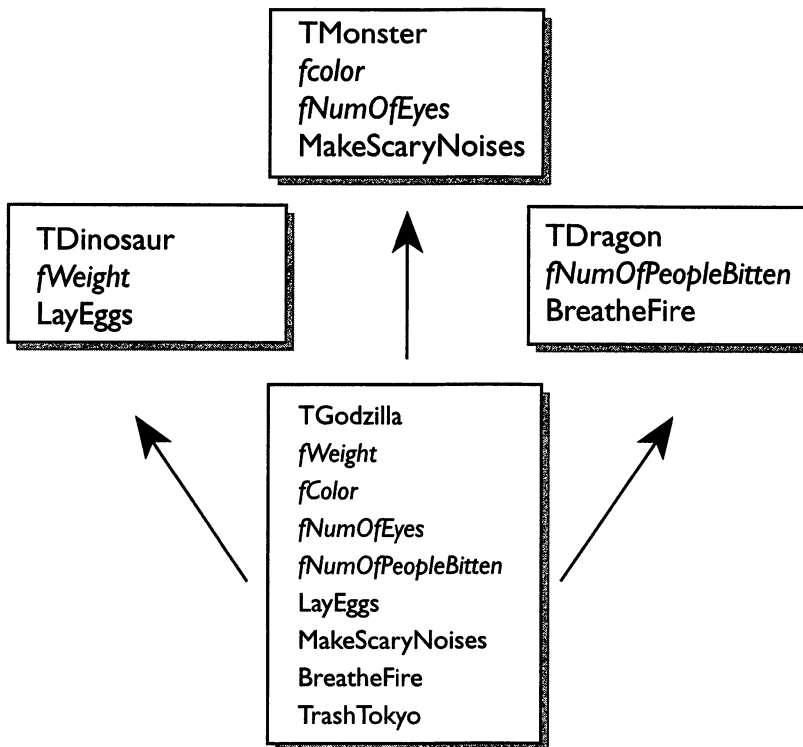 TMonster
fcolor
fNumOfEyes
MakeScaryNoises
TDinosaur
fWeight
LayEggs
TDragon
fNumOfPeopleBitten
BreatheFire
TGodzilla
fWeight
fColor
fNumOfEyes
fNumOfPeopleBitten
LayEggs
MakeScaryNoises
BreatheFire
TrashTokyo